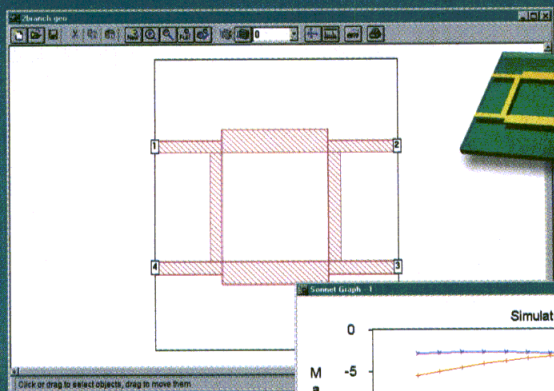 2branch.geo
0
1
2
4
3
Sonnet Graph - 1
Simulat
0
M
-5
a
Click or drag to select objects, drag to move them